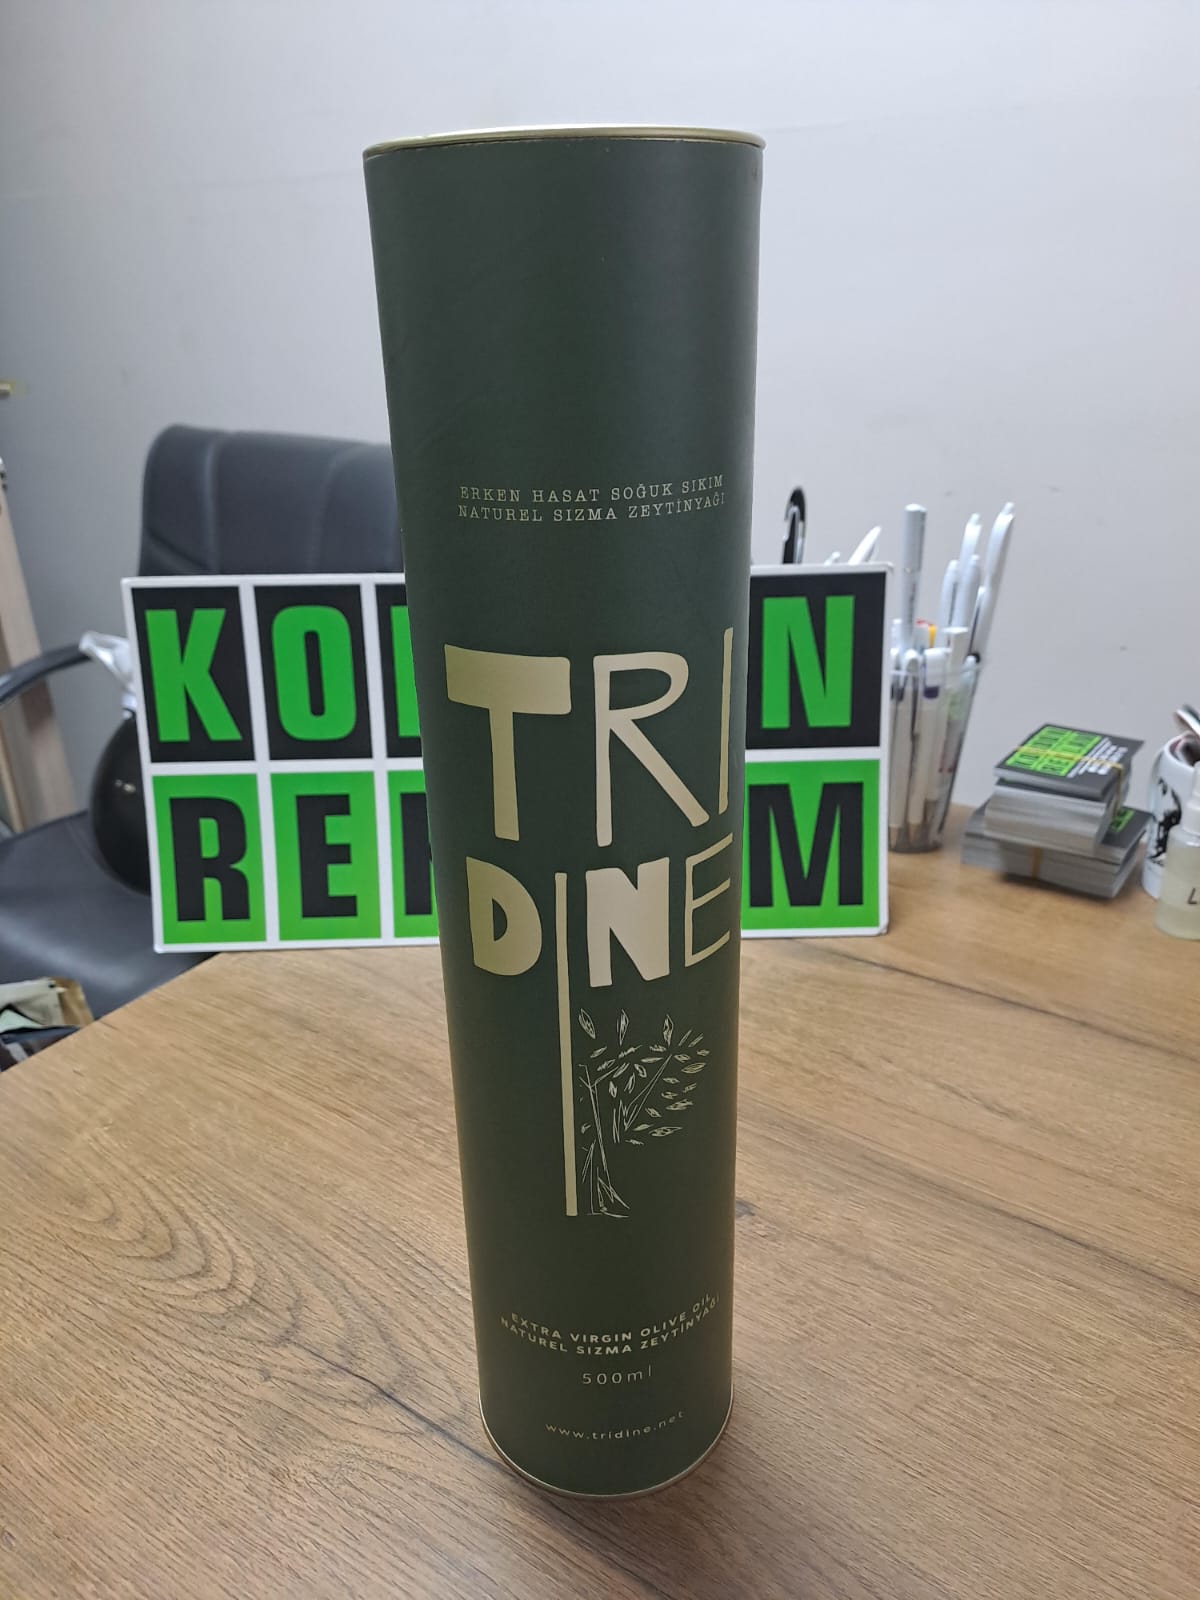 ERKEN HASAT SOĞUK SIKIM
NATUREL SIZMA ZEYTİNYAĞI
TRI
DINE
EXTRA VIRGIN OLIVE OIL
NATUREL SIZMA ZEYTİNYAĞI
500ml
www.tridine.net
KO N
RE M